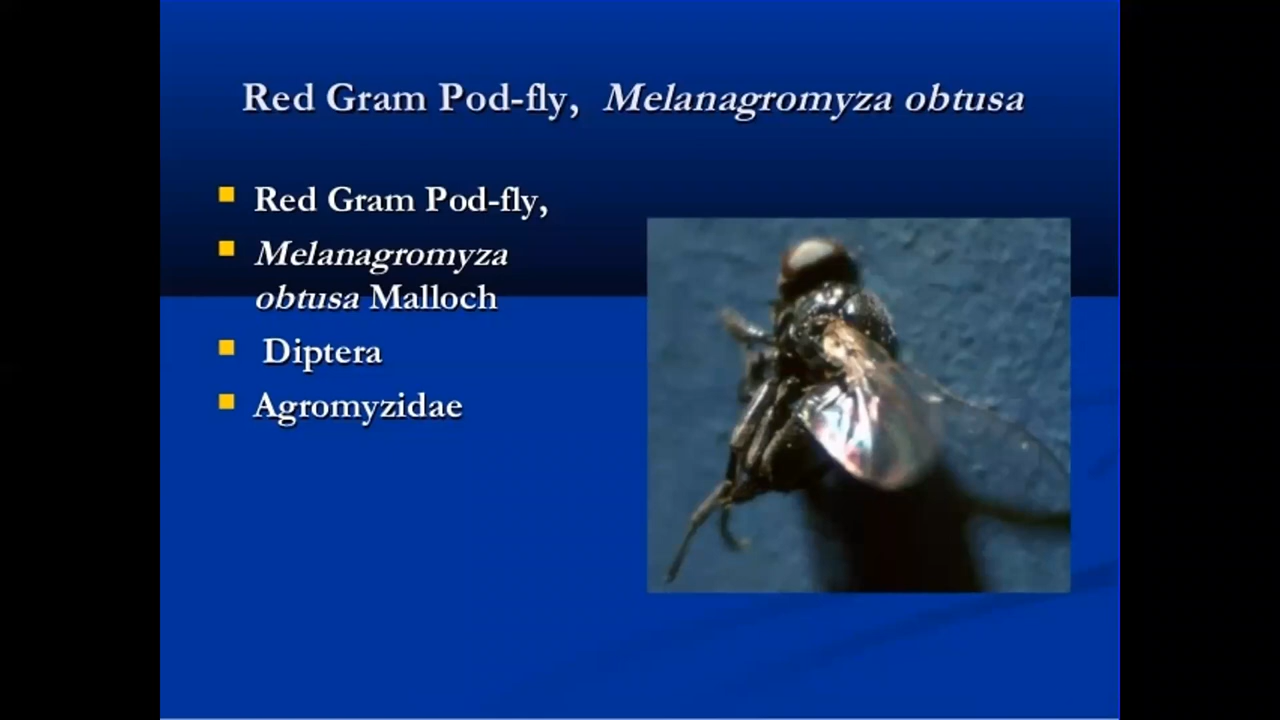 Red Gram Pod-fly, Melanagromyza obtusa
Red Gram Pod-fly,
Melanagromyza
obtusa Malloch
Diptera
Agromyzidae